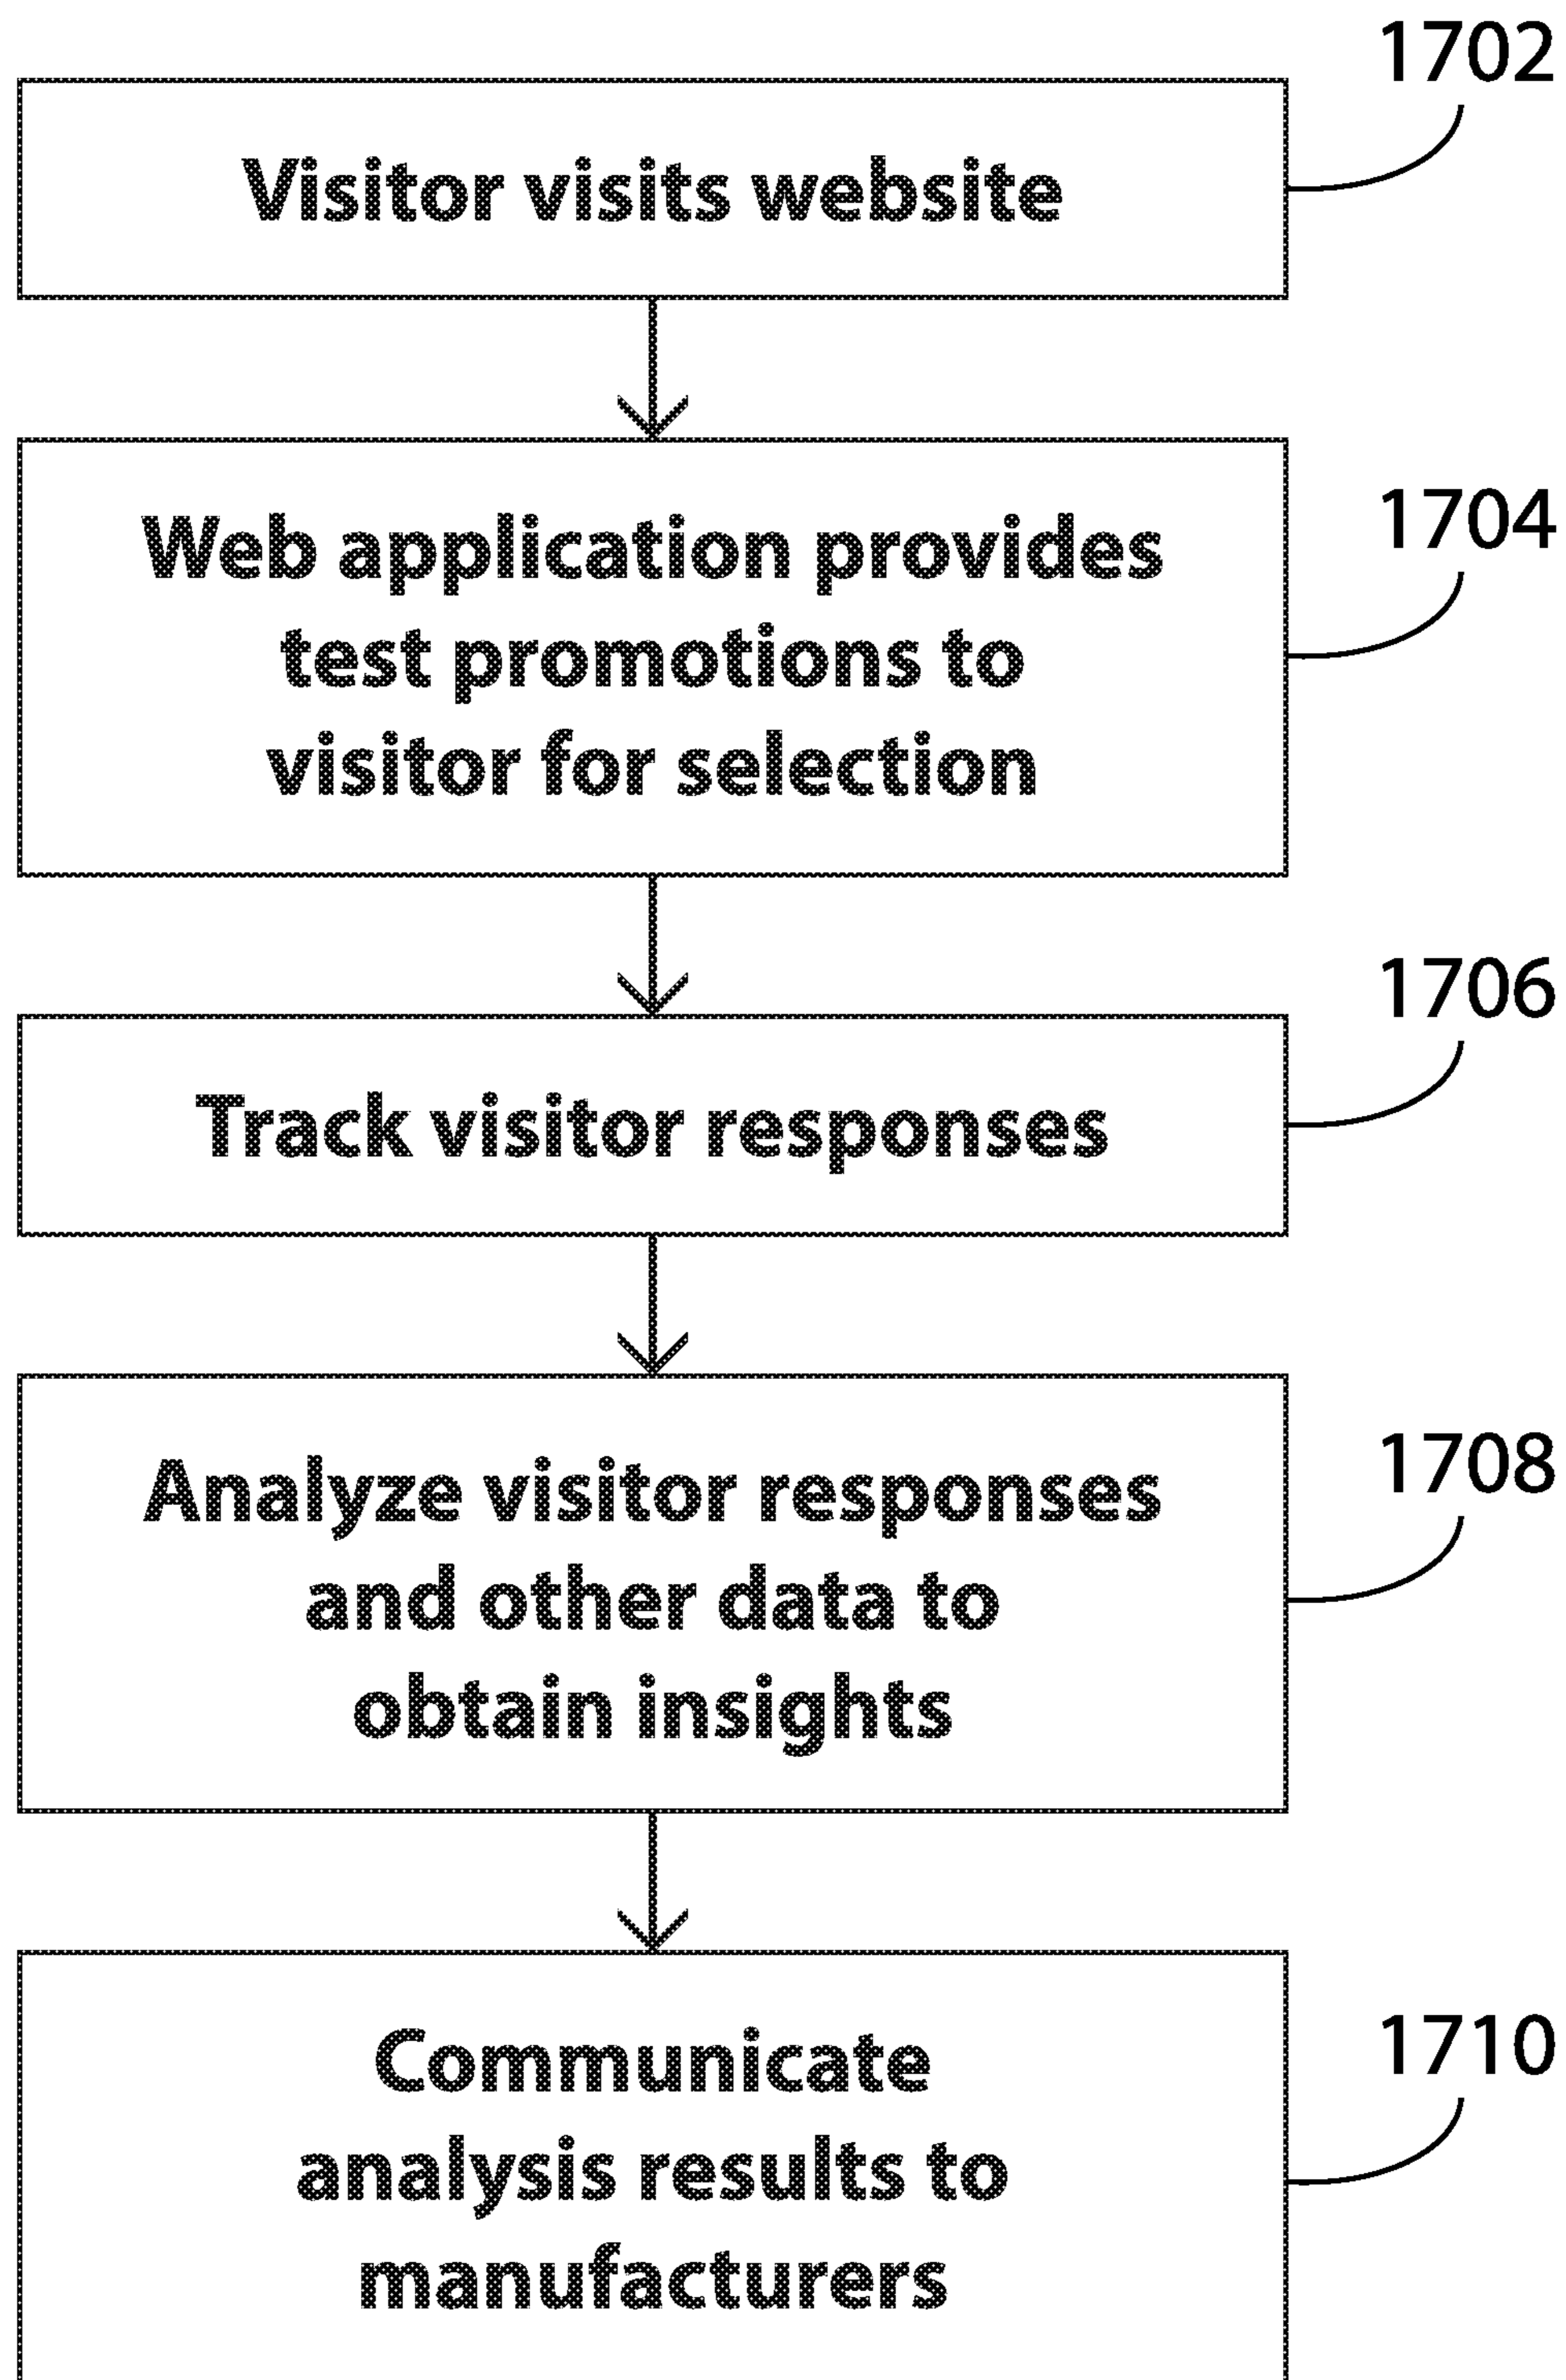 1702
Visitor visits website
1704
Web application provides
test promotions to
visitor for selection
1706
Track visitor responses
1708
Analyze visitor responses
and other data to
obtain insights
1710
Communicate
analysis results to
manufacturers